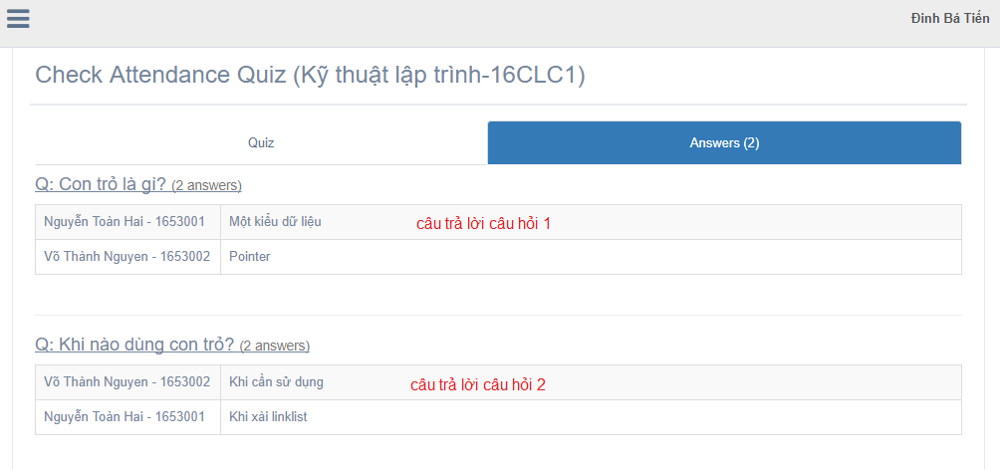 Đinh Bá Tiến
Check Attendance Quiz (Kỹ thuật lập trình-16CLC1)
Quiz
Answers (2)
Q: Con trỏ là gì? (2 answers)
Nguyễn Toàn Hai - 1653001 Một kiểu dữ liệu câu trả lời câu hỏi 1
Võ Thành Nguyen - 1653002 Pointer
Q: Khi nào dùng con trỏ? (2 answers)
Võ Thành Nguyen - 1653002 Khi cần sử dụng câu trả lời câu hỏi 2
Nguyễn Toàn Hai - 1653001 Khi xài linklist